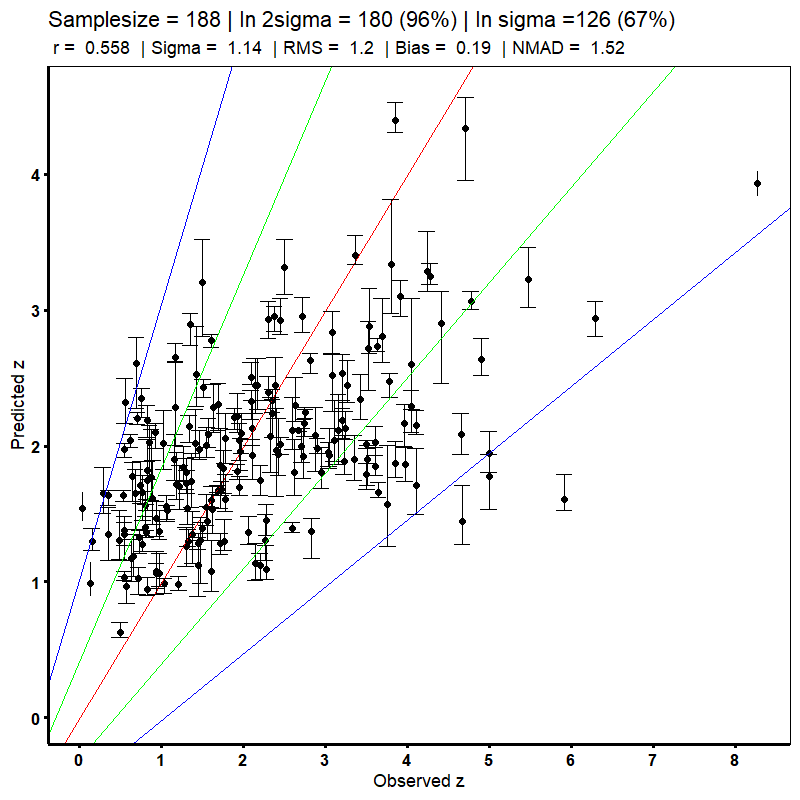 Samplesize = 188 | In 2sigma = 180 (96%) | In sigma =126 (67%)
r = 0.558 | Sigma = 1.14 | RMS = 1.2 | Bias = 0.19 | NMAD = 1.52
Predicted z
4
3
2
1
0
0 1 2 3 4 5 6 7 8
Observed z